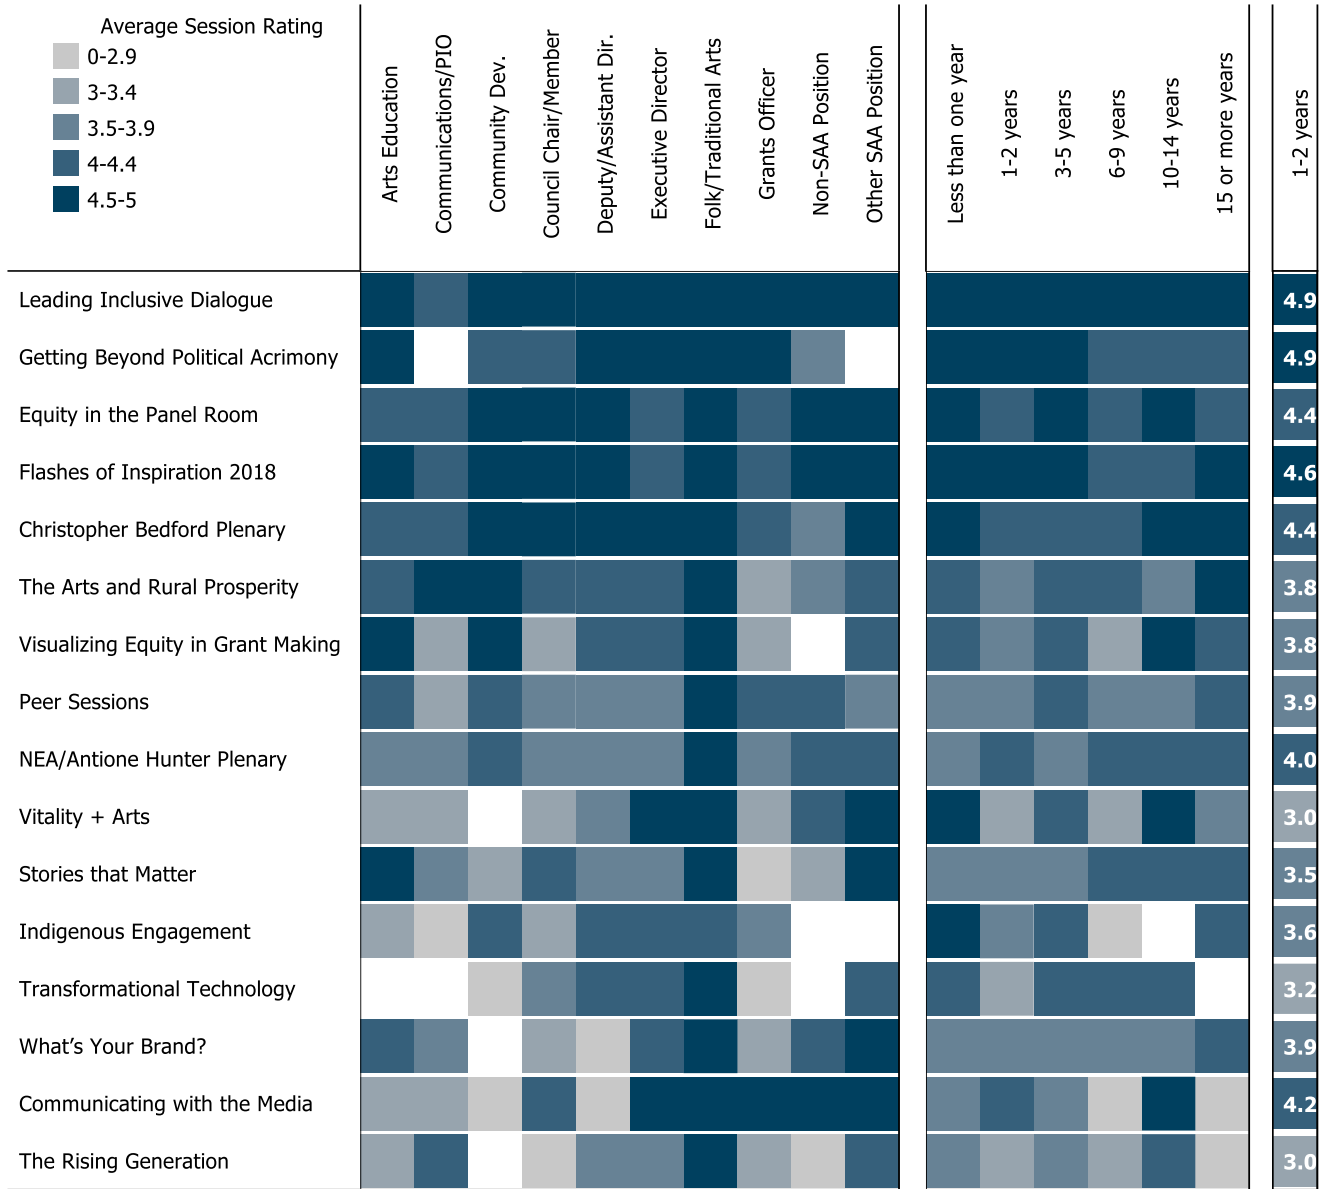 Average Session Rating
0-2.9
3-3.4
3.5-3.9
4-4.4
4.5-5
Arts Education
Communications/PIO
Community Dev.
Council Chair/Member
Deputy/Assistant Dir.
Executive Director
Folk/Traditional Arts
Grants Officer
Non-SAA Position
Other SAA Position
Less than one year
1-2 years
3-5 years
6-9 years
10-14 years
15 or more years
1-2 years
Leading Inclusive Dialogue 4.9
Getting Beyond Political Acrimony 4.9
Equity in the Panel Room 4.4
Flashes of Inspiration 2018 4.6
Christopher Bedford Plenary 4.4
The Arts and Rural Prosperity 3.8
Visualizing Equity in Grant Making 3.8
Peer Sessions 3.9
NEA/Antione Hunter Plenary 4.0
Vitality + Arts 3.0
Stories that Matter 3.5
Indigenous Engagement 3.6
Transformational Technology 3.2
What’s Your Brand? 3.9
Communicating with the Media 4.2
The Rising Generation 3.0